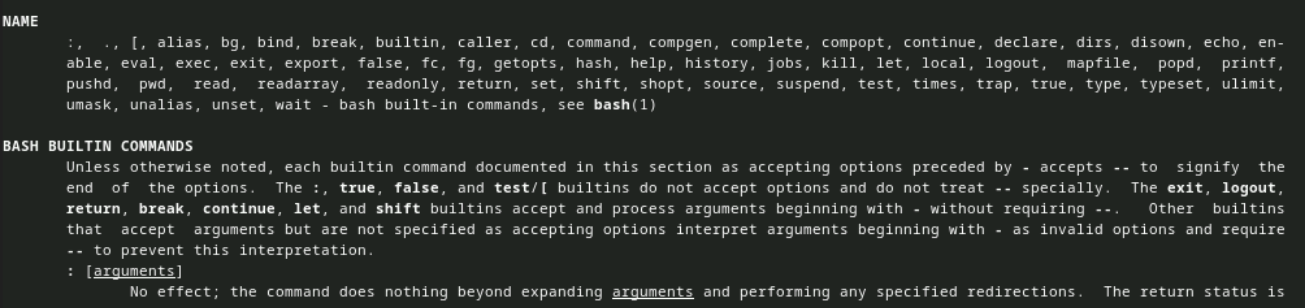 NAME
:, ., [, alias, bg, bind, break, builtin, caller, cd, command, compgen, complete, compopt, continue, declare, dirs, disown, echo, en-
able, eval, exec, exit, export, false, fc, fg, getopts, hash, help, history, jobs, kill, let, local, logout, mapfile, popd, printf,
pushd, pwd, read, readarray, readonly, return, set, shift, shopt, source, suspend, test, times, trap, true, type, typeset, ulimit,
umask, unalias, unset, wait - bash built-in commands, see bash(1)
BASH BUILTIN COMMANDS
Unless otherwise noted, each builtin command documented in this section as accepting options preceded by - accepts -- to signify the
end of the options. The :, true, false, and test/[ builtins do not accept options and do not treat -- specially. The exit, logout,
return, break, continue, let, and shift builtins accept and process arguments beginning with - without requiring --. Other builtins
that accept arguments but are not specified as accepting options interpret arguments beginning with - as invalid options and require
-- to prevent this interpretation.
: [arguments]
No effect; the command does nothing beyond expanding arguments and performing any specified redirections. The return status is